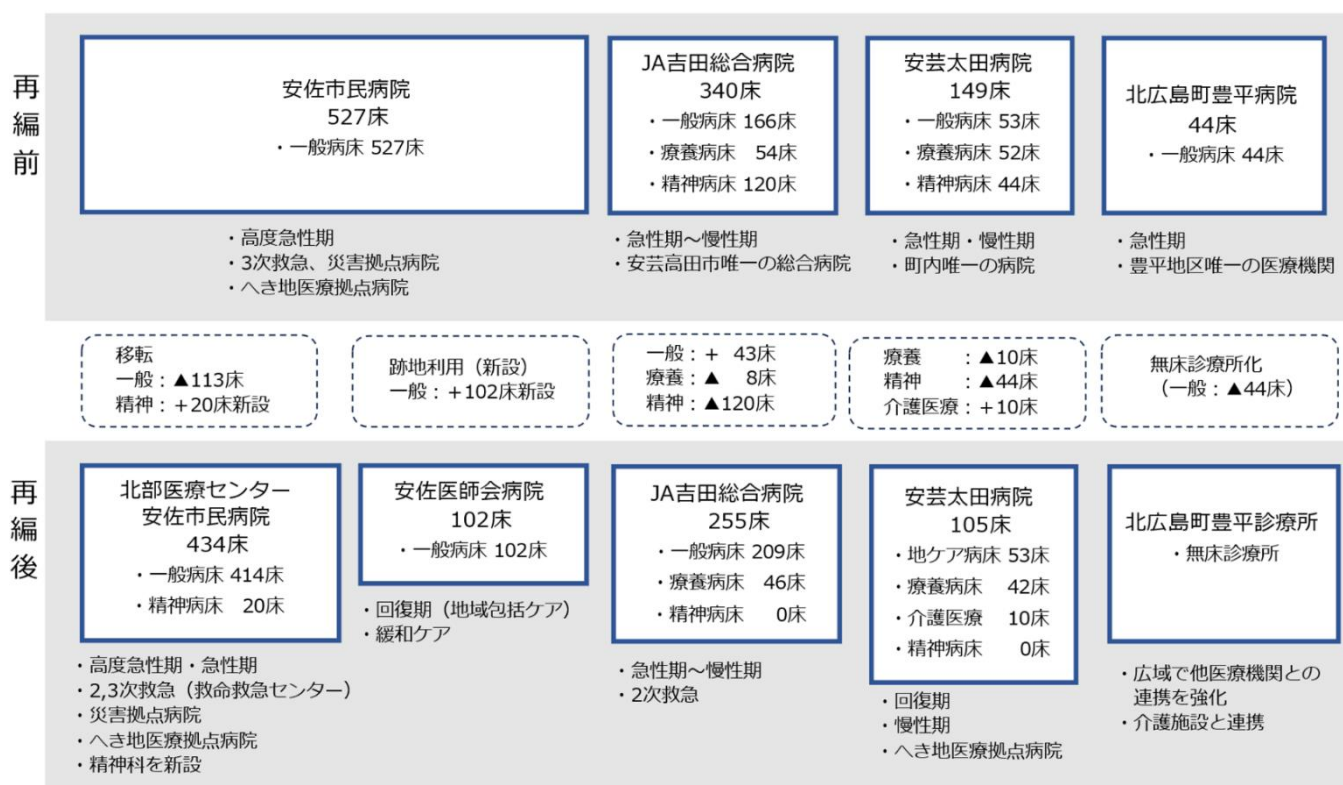 再編前
安佐市民病院
527床
・一般病床 527床
・高度急性期
・3次救急、災害拠点病院
・へき地医療拠点病院
JA吉田総合病院
340床
・一般病床 166床
・療養病床 54床
・精神病床 120床
・急性期～慢性期
・安芸高田市唯一の総合病院
安芸太田病院
149床
・一般病床 53床
・療養病床 52床
・精神病床 44床
・急性期・慢性期
・町内唯一の病院
北広島町豊平病院
44床
・一般病床 44床
・急性期
・豊平地区唯一の医療機関
移転
一般：▲113床
精神：+20床新設
跡地利用（新設）
一般：+102床新設
一般：+ 43床
療養：▲ 8床
精神：▲120床
療養 ：▲10床
精神 ：▲44床
介護医療：+10床
無床診療所化
（一般：▲44床）
再編後
北部医療センター
安佐市民病院
434床
・一般病床 414床
・精神病床 20床
・高度急性期・急性期
・2,3次救急（救命救急センター）
・災害拠点病院
・へき地医療拠点病院
・精神科を新設
安佐医師会病院
102床
・一般病床 102床
・回復期（地域包括ケア）
・緩和ケア
JA吉田総合病院
255床
・一般病床 209床
・療養病床 46床
・精神病床 0床
・急性期～慢性期
・2次救急
安芸太田病院
105床
・地ケア病床 53床
・療養病床 42床
・介護医療 10床
・精神病床 0床
・回復期
・慢性期
・へき地医療拠点病院
北広島町豊平診療所
・無床診療所
・広域で他医療機関との
連携を強化
・介護施設と連携